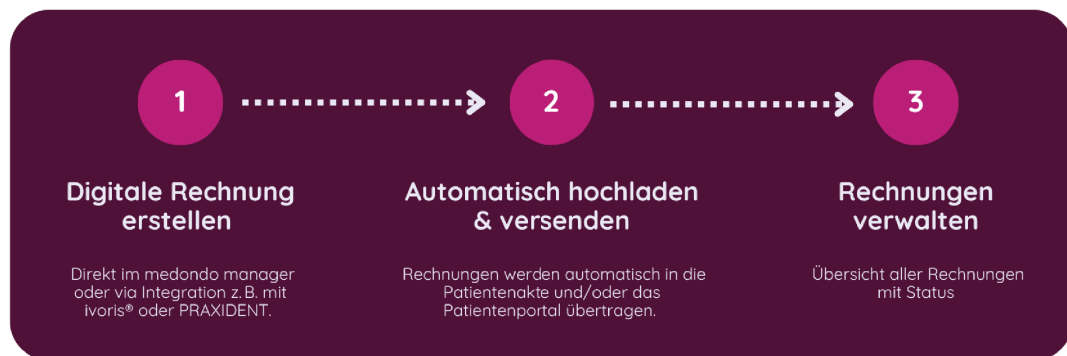 1
2
3
Digitale Rechnung
erstellen
Direkt im medondo manager
oder via Integration z. B. mit
ivoris® oder PRAXIDENT.
Automatisch hochladen
& versenden
Rechnungen werden automatisch in die
Patientenakte und/oder das
Patientenportal übertragen.
Rechnungen
verwalten
Übersicht aller Rechnungen
mit Status